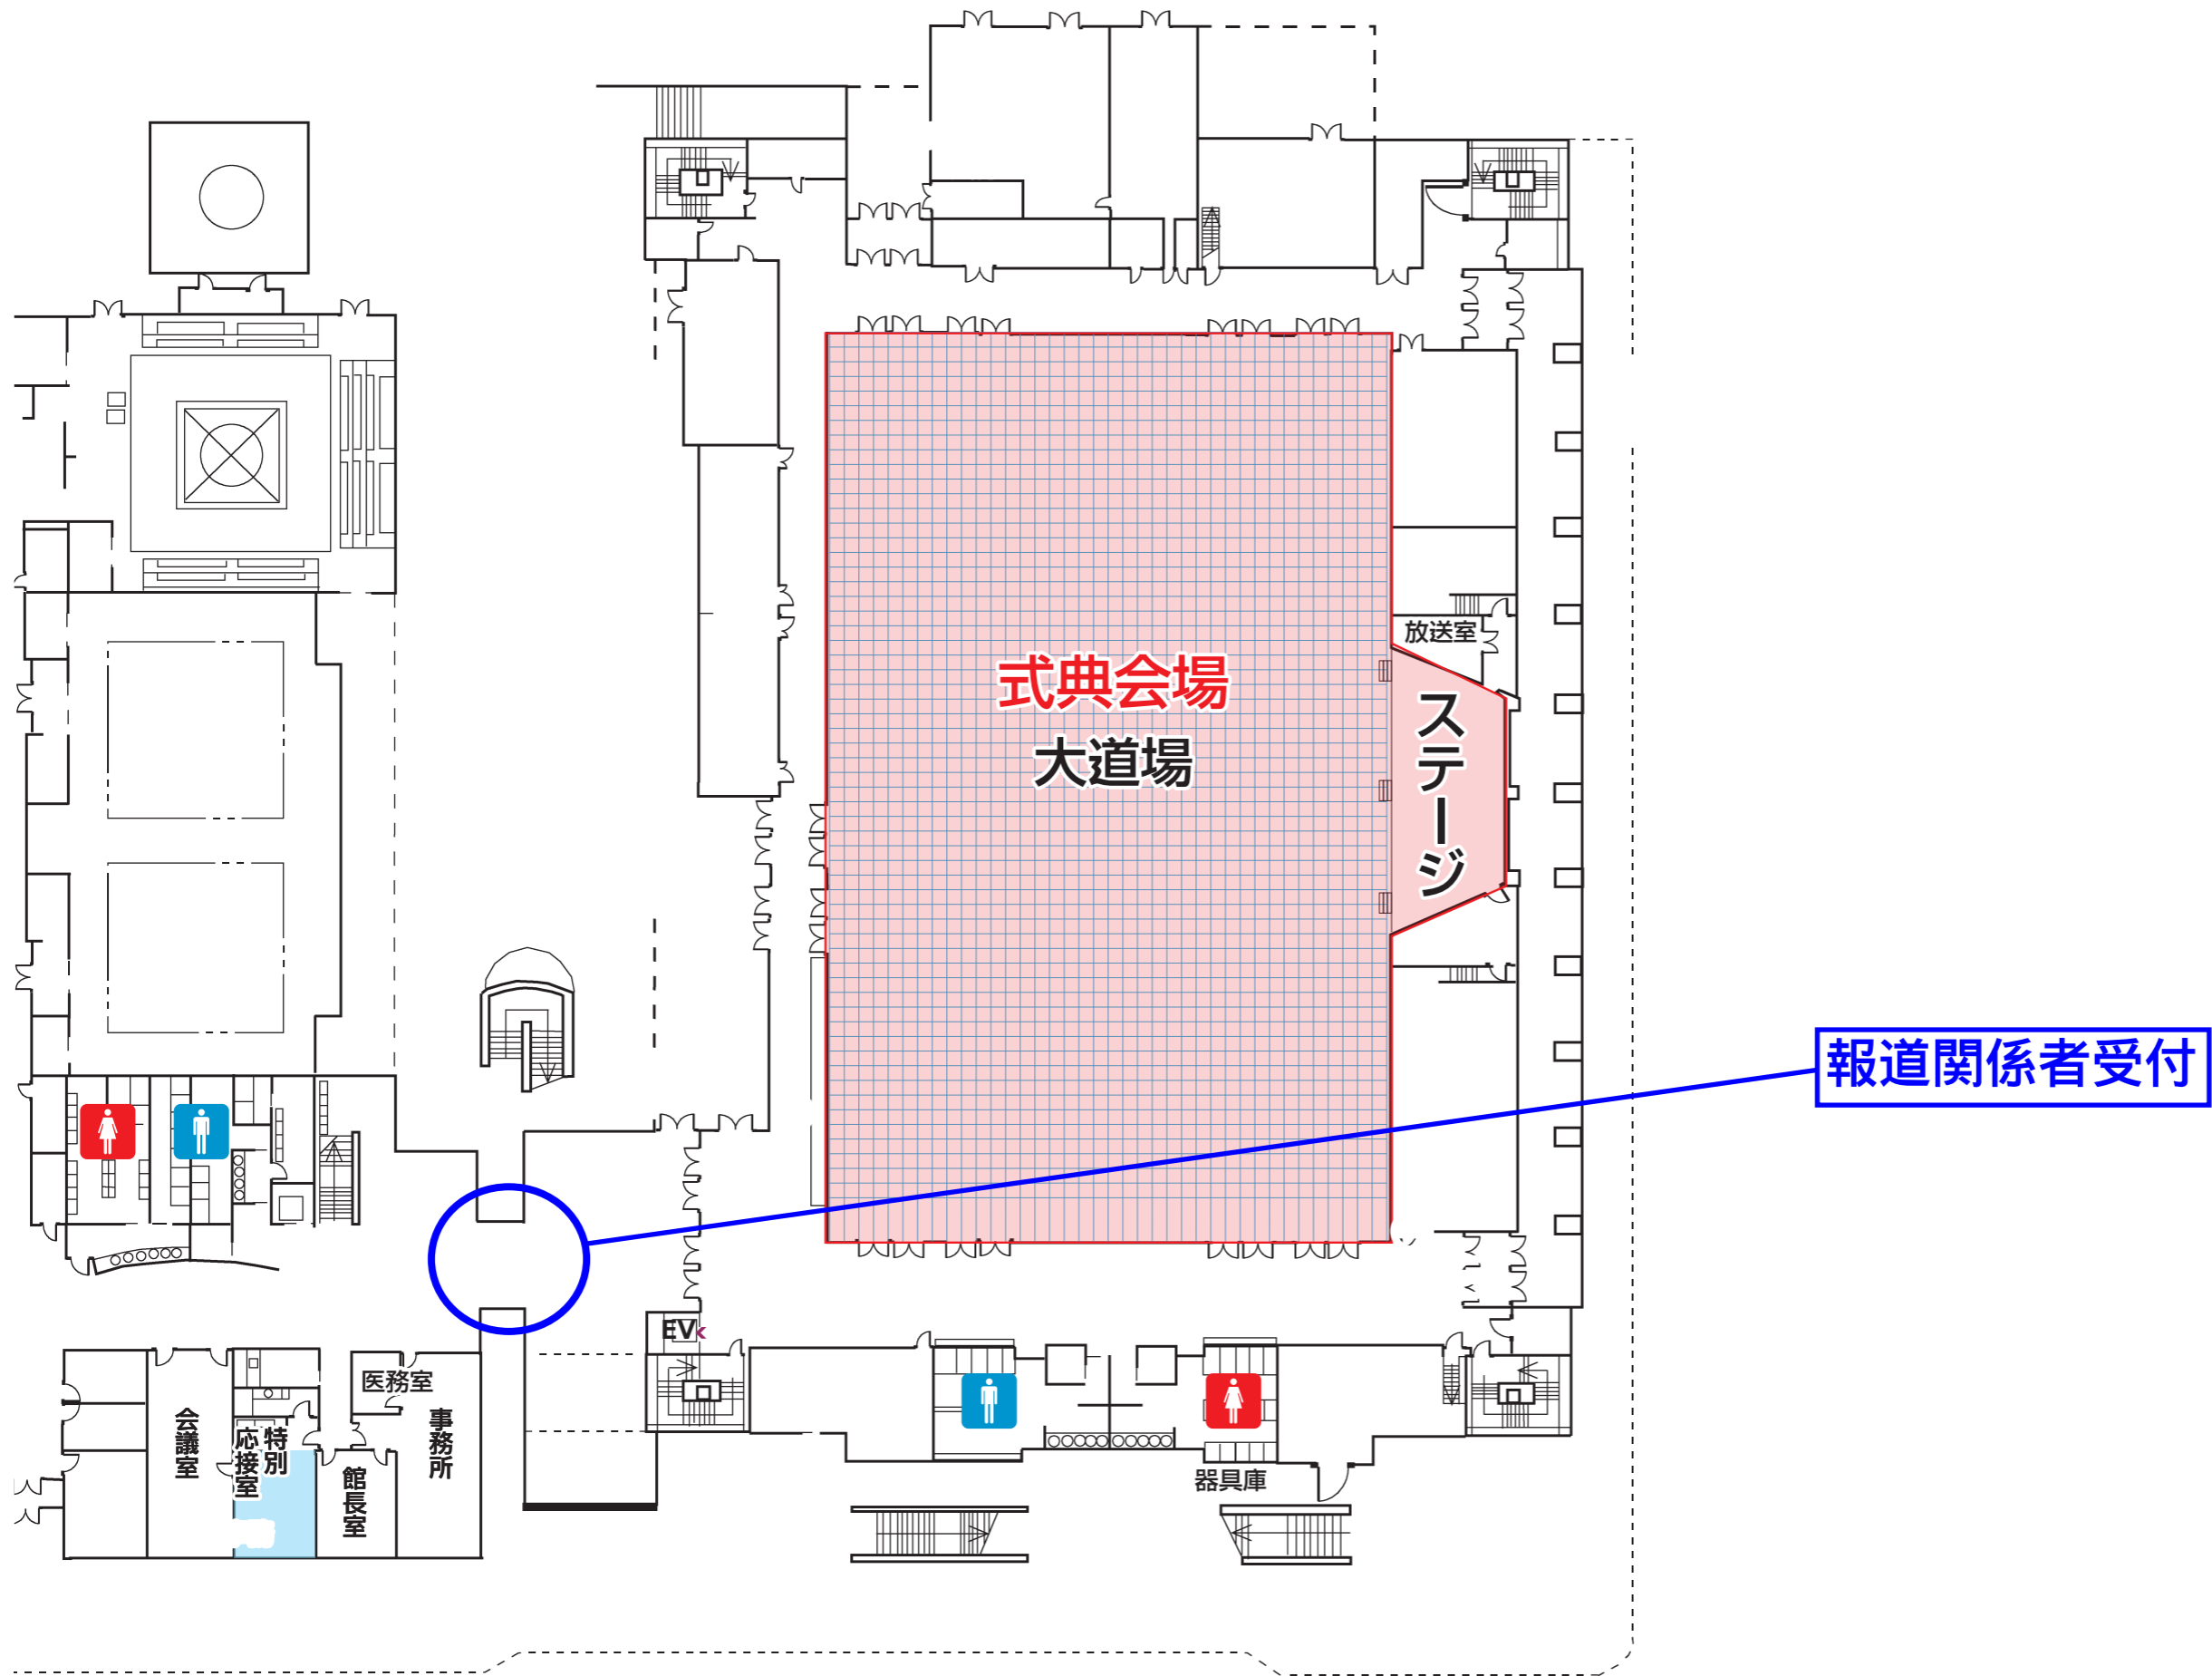 放送室
式典会場
大道場
ステージ
報道関係者受付
EV
医務室
会議室
特別
応接室
館長室
事務所
器具庫